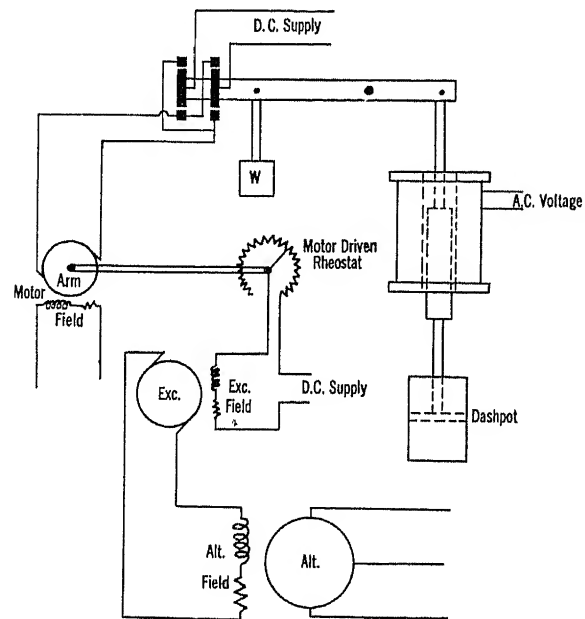 D.C. Supply
W
A.C. Voltage
Motor Driven
Rheostat
Arm
Motor
Field
Exc.
Exc.
Field
D.C. Supply
Dashpot
Alt.
Field
Alt.